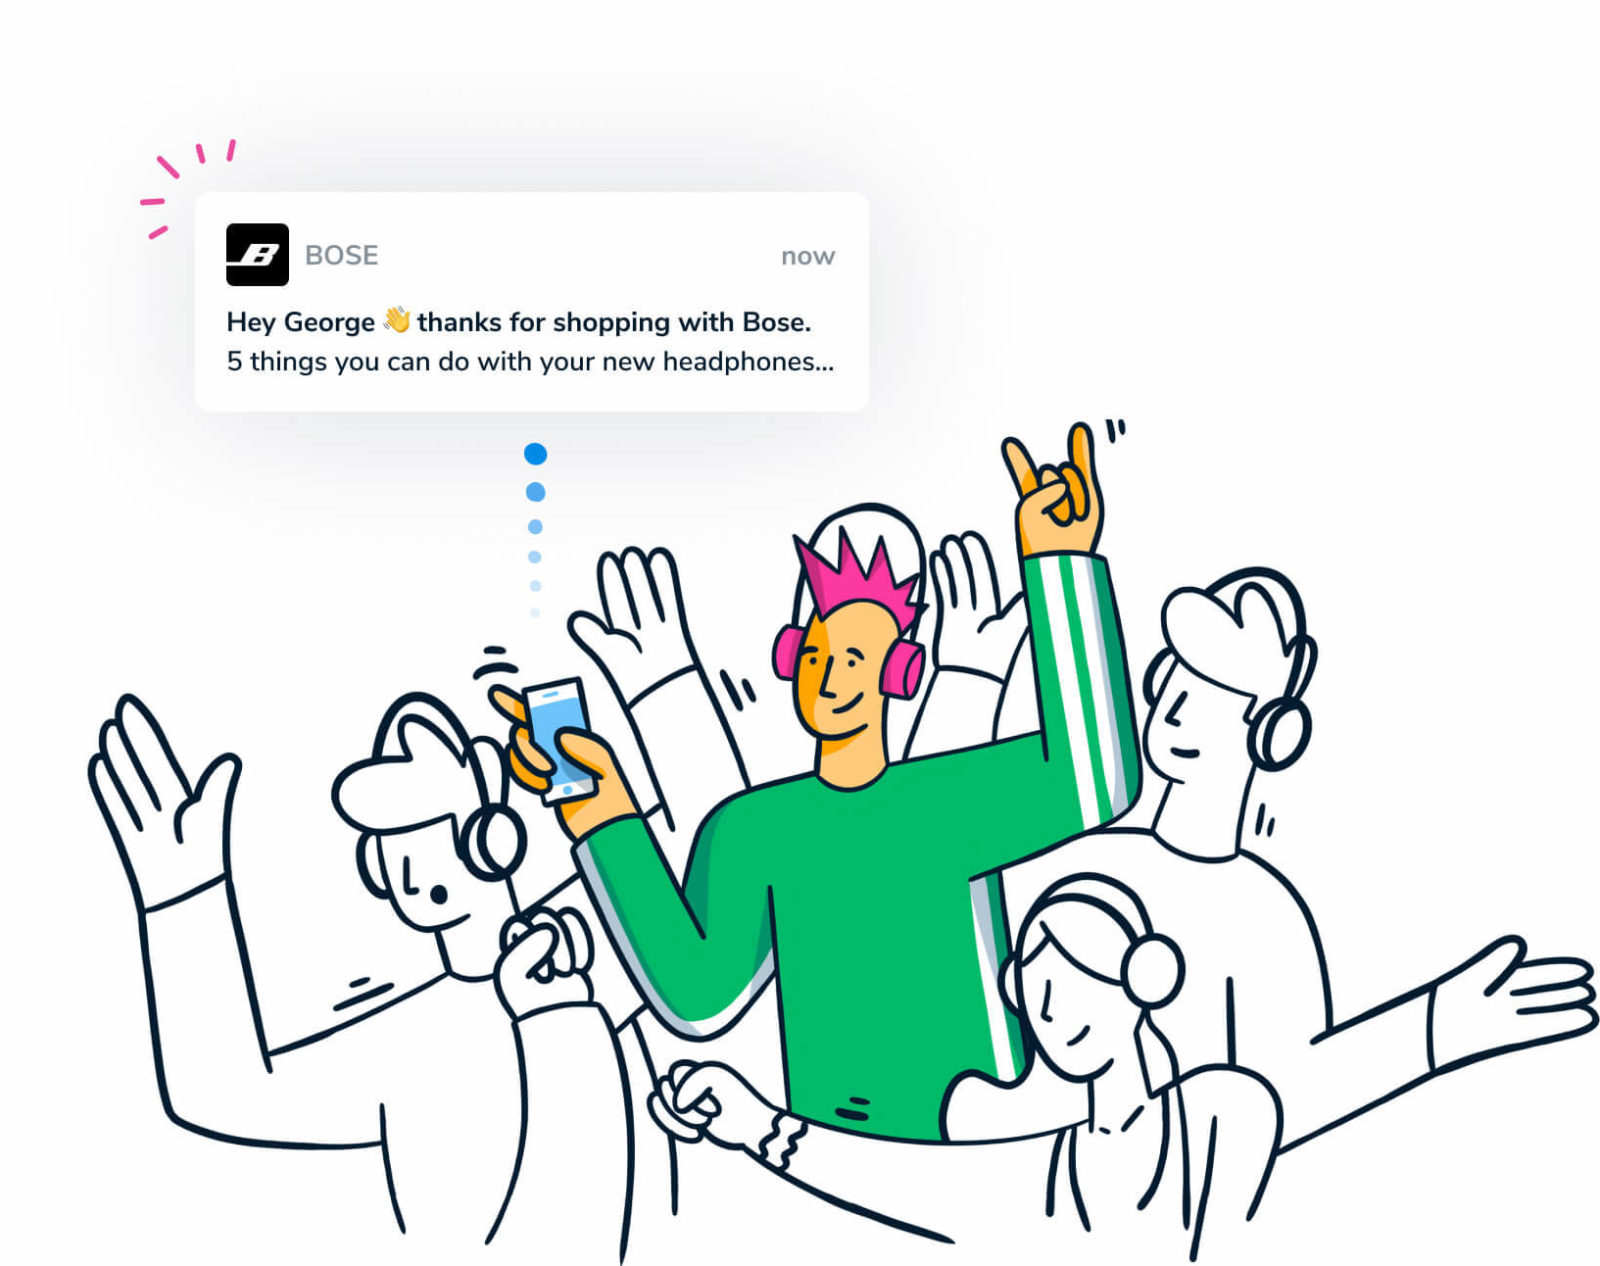 BOSE
now
Hey George 👋 thanks for shopping with Bose.
5 things you can do with your new headphones...